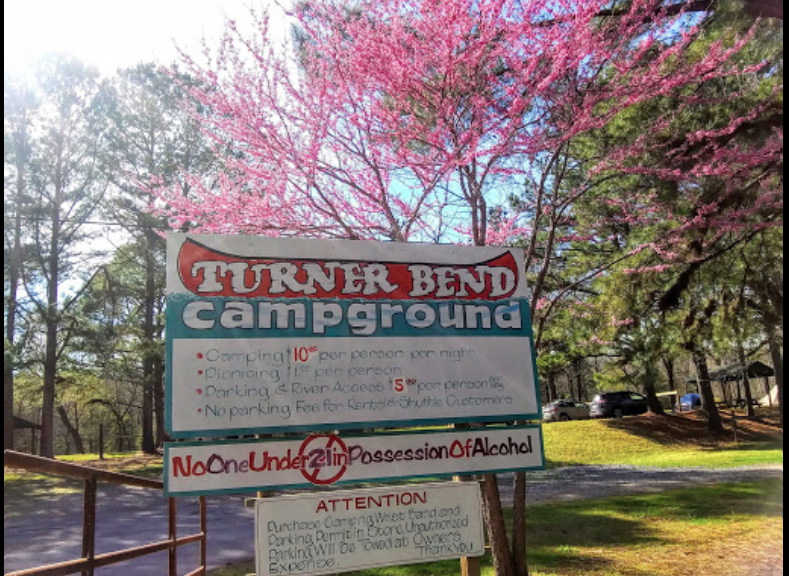 TURNER BEND
campground
• Camping $10.00 per person per night
• Picnicing $1.00 per person
• Parking & River Access $5.00 per person
• No parking Fee for Rental & Shuttle Customers
No One Under 21 in Possession Of Alcohol
ATTENTION
Purchase Camping Wrist Band and
Parking Permit in Store. Unauthorized
Parking Will be Towed at Owners
Expense. Thank You